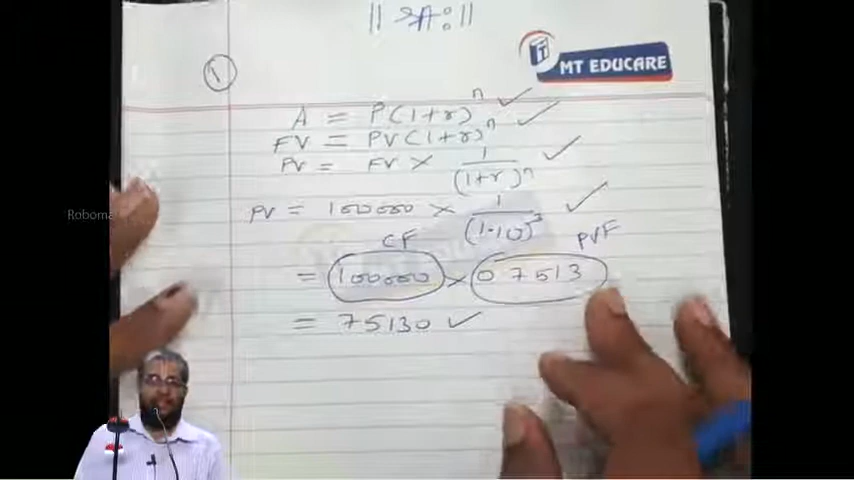 || श्री: ||
1
MT EDUCARE
A = P(1+r)^n ✓
FV = PV(1+r)^n ✓
PV = FV × 1/(1+r)^n ✓
PV = 100000 × 1/(1.10)^3 ✓
CF PVF
= 100000 × 0 7513
= 75130 ✓
Roboma